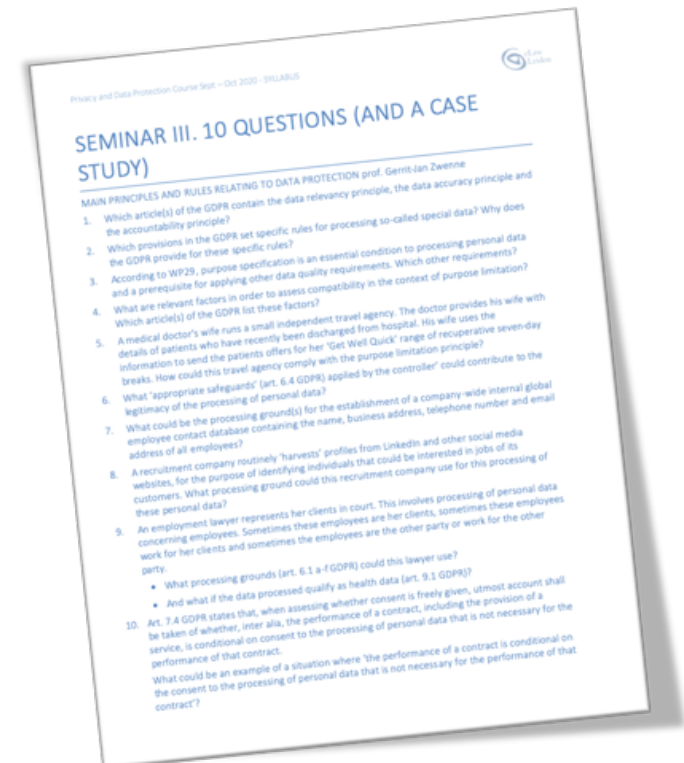 Privacy and Data Protection Course Sept – Oct 2020 - SYLLABUS
eLaw
Leiden
SEMINAR III. 10 QUESTIONS (AND A CASE
STUDY)
MAIN PRINCIPLES AND RULES RELATING TO DATA PROTECTION prof. Gerrit-Jan Zwenne
1. Which article(s) of the GDPR contain the data relevancy principle, the data accuracy principle and
the accountability principle?
2. Which provisions in the GDPR set specific rules for processing so-called special data? Why does
the GDPR provide for these specific rules?
3. According to WP29, purpose specification is an essential condition to processing personal data
and a prerequisite for applying other data quality requirements. Which other requirements?
4. What are relevant factors in order to assess compatibility in the context of purpose limitation?
Which article(s) of the GDPR list these factors?
5. A medical doctor's wife runs a small independent travel agency. The doctor provides his wife with
details of patients who have recently been discharged from hospital. His wife uses the
information to send the patients offers for her 'Get Well Quick' range of recuperative seven-day
breaks. How could this travel agency comply with the purpose limitation principle?
6. What 'appropriate safeguards' (art. 6.4 GDPR) applied by the controller' could contribute to the
legitimacy of the processing of personal data?
7. What could be the processing ground(s) for the establishment of a company-wide internal global
employee contact database containing the name, business address, telephone number and email
address of all employees?
8. A recruitment company routinely 'harvests' profiles from LinkedIn and other social media
websites, for the purpose of identifying individuals that could be interested in jobs of its
customers. What processing ground could this recruitment company use for this processing of
these personal data?
9. An employment lawyer represents her clients in court. This involves processing of personal data
concerning employees. Sometimes these employees are her clients, sometimes these employees
work for her clients and sometimes the employees are the other party or work for the other
party.
• What processing grounds (art. 6.1 a-f GDPR) could this lawyer use?
• And what if the data processed qualify as health data (art. 9.1 GDPR)?
10. Art. 7.4 GDPR states that, when assessing whether consent is freely given, utmost account shall
be taken of whether, inter alia, the performance of a contract, including the provision of a
service, is conditional on consent to the processing of personal data that is not necessary for the
performance of that contract.
What could be an example of a situation where 'the performance of a contract is conditional on
the consent to the processing of personal data that is not necessary for the performance of that
contract'?